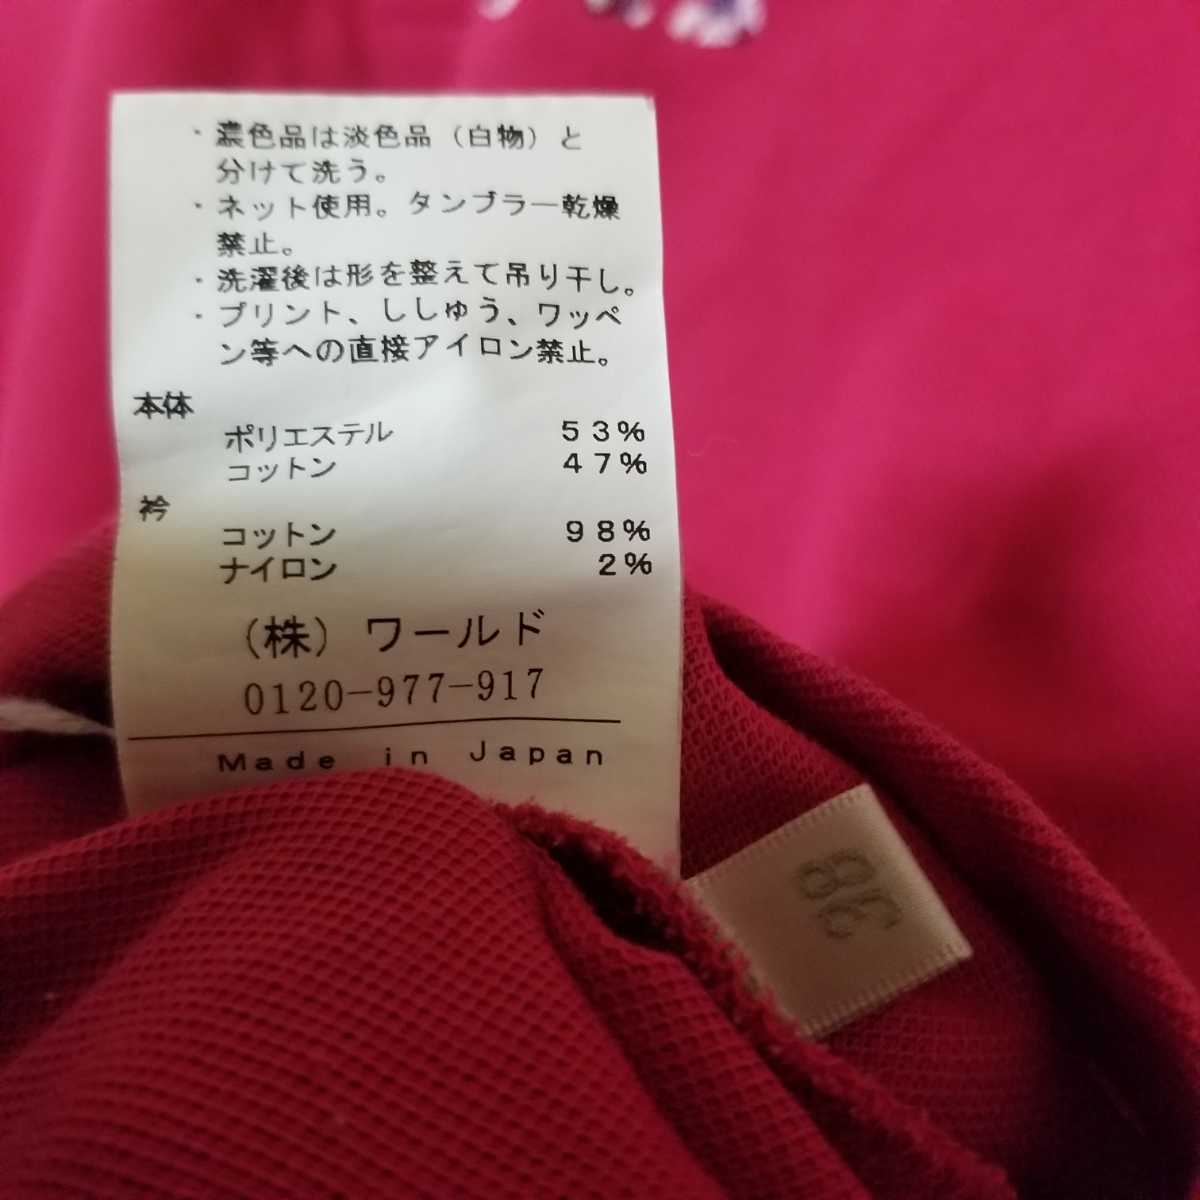 ・濃色品は淡色品（白物）と
分けて洗う。
・ネット使用。タンブラー乾燥
禁止。
・洗濯後は形を整えて吊り干し。
・プリント、ししゅう、ワッペ
ン等への直接アイロン禁止。
本体
ポリエステル 53%
コットン 47%
衿
コットン 98%
ナイロン 2%
（株）ワールド
0120-977-917
Made in Japan
38